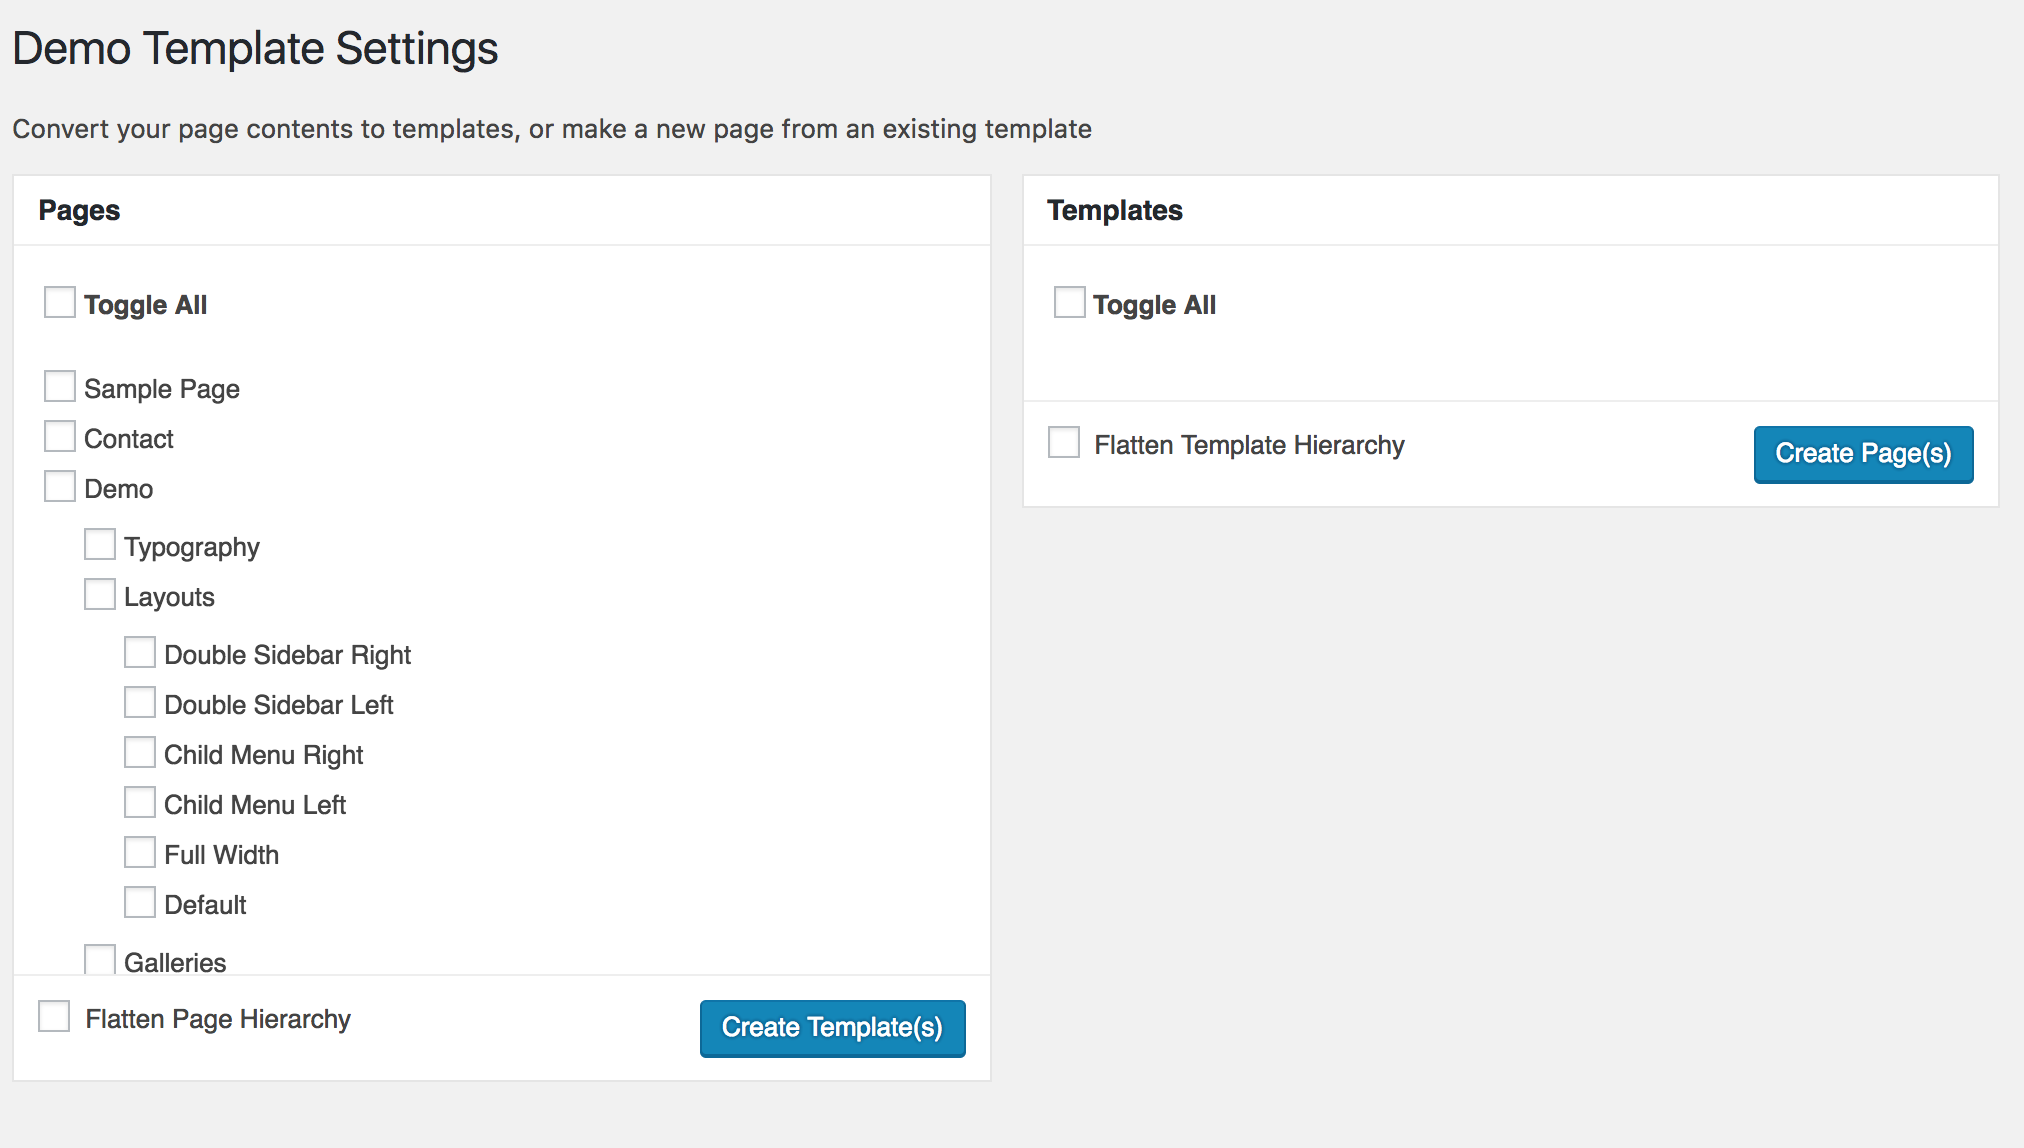 Demo Template Settings
Convert your page contents to templates, or make a new page from an existing template
Pages
Toggle All
Sample Page
Contact
Demo
Typography
Layouts
Double Sidebar Right
Double Sidebar Left
Child Menu Right
Child Menu Left
Full Width
Default
Galleries
Flatten Page Hierarchy
Create Template(s)
Templates
Toggle All
Flatten Template Hierarchy
Create Page(s)